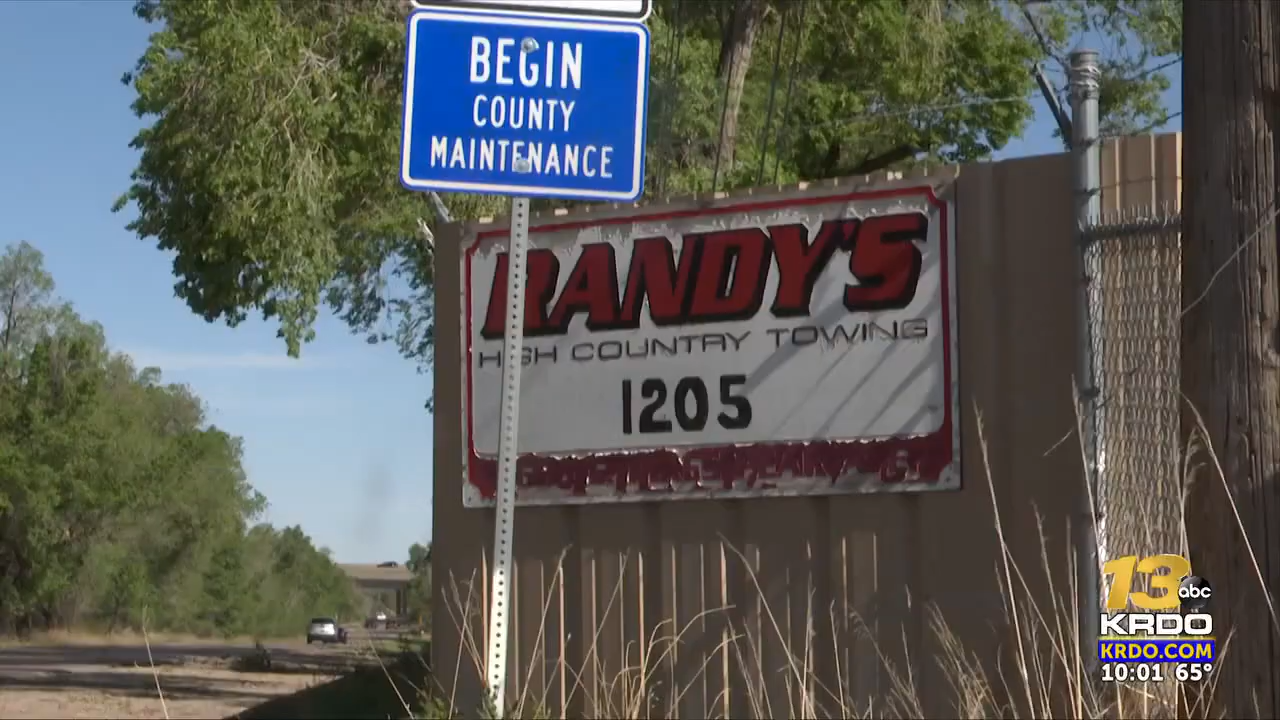 BEGIN
COUNTY
MAINTENANCE
RANDY'S
HIGH COUNTRY TOWING
1205
13 abc
KRDO
KRDO.COM
10:01 65°